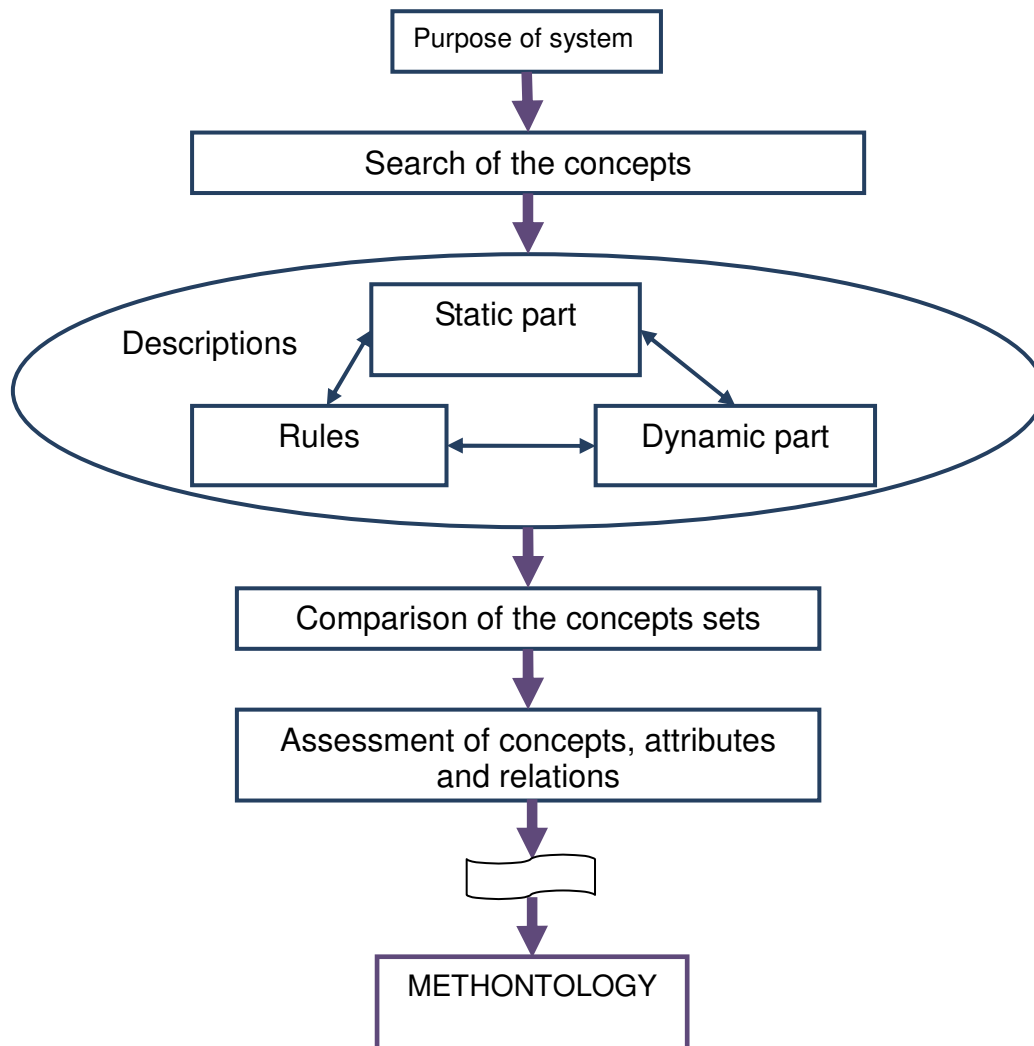 Purpose of system
Search of the concepts
Static part
Descriptions
Rules
Dynamic part
Comparison of the concepts sets
Assessment of concepts, attributes
and relations
METHONTOLOGY